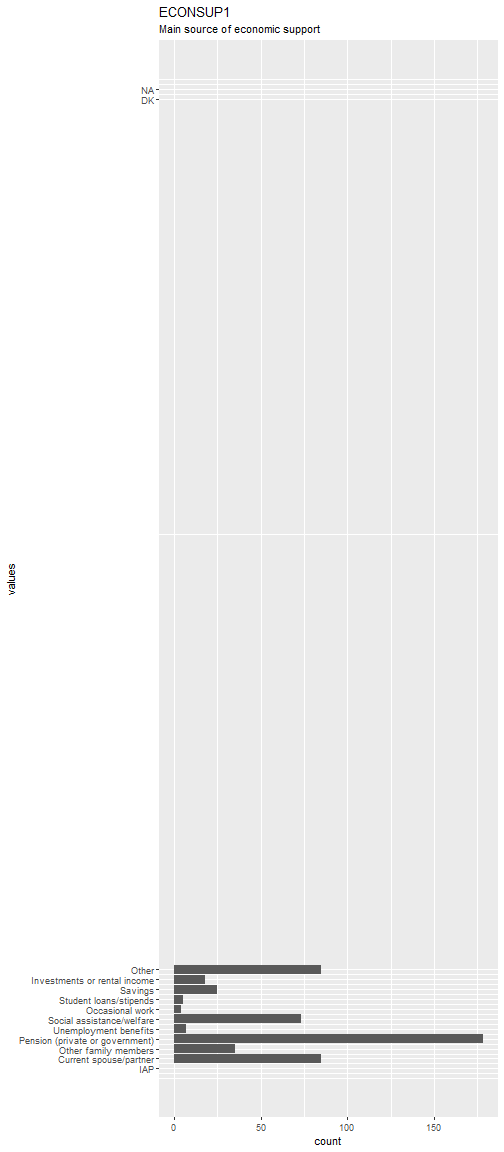 ECONSUP1
Main source of economic support
NA
DK
values
Other
Investments or rental income
Savings
Student loans/stipends
Occasional work
Social assistance/welfare
Unemployment benefits
Pension (private or government)
Other family members
Current spouse/partner
IAP
0 50 100 150
count